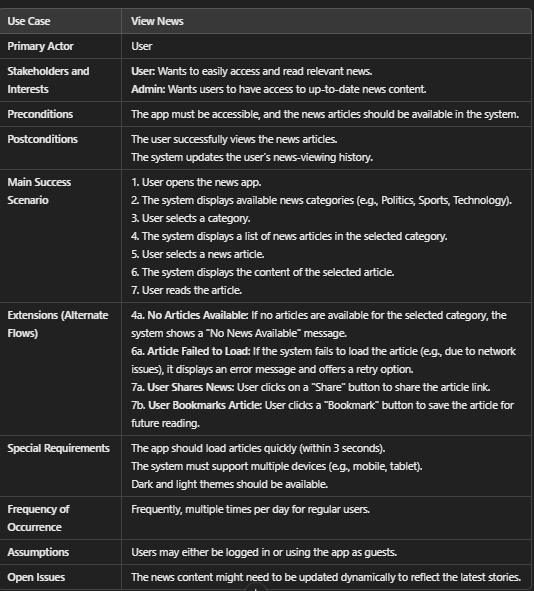 Use Case View News
Primary Actor User
Stakeholders and User: Wants to easily access and read relevant news.
Interests Admin: Wants users to have access to up-to-date news content.
Preconditions The app must be accessible, and the news articles should be available in the system.
Postconditions The user successfully views the news articles.
The system updates the user's news-viewing history.
Main Success 1. User opens the news app.
Scenario 2. The system displays available news categories (e.g., Politics, Sports, Technology).
3. User selects a category.
4. The system displays a list of news articles in the selected category.
5. User selects a news article.
6. The system displays the content of the selected article.
7. User reads the article.
Extensions (Alternate 4a. No Articles Available: If no articles are available for the selected category, the
Flows) system shows a "No News Available" message.
6a. Article Failed to Load: If the system fails to load the article (e.g., due to network
issues), it displays an error message and offers a retry option.
7a. User Shares News: User clicks on a "Share" button to share the article link.
7b. User Bookmarks Article: User clicks a "Bookmark" button to save the article for
future reading.
Special Requirements The app should load articles quickly (within 3 seconds).
The system must support multiple devices (e.g., mobile, tablet).
Dark and light themes should be available.
Frequency of Frequently, multiple times per day for regular users.
Occurrence
Assumptions Users may either be logged in or using the app as guests.
Open Issues The news content might need to be updated dynamically to reflect the latest stories.